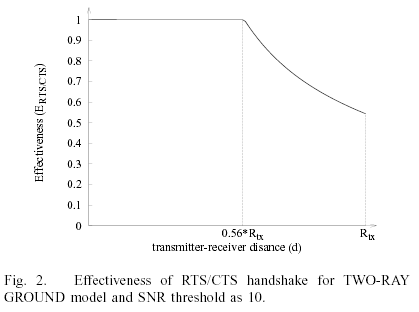 1
0.9
0.8
0.7
0.6
0.5
0.4
0.3
0.2
0.1
0
Effectiveness (E_RTS/CTS)
0.56*R_tx R_tx
transmitter-receiver disance (d)
Fig. 2. Effectiveness of RTS/CTS handshake for TWO-RAY
GROUND model and SNR threshold as 10.